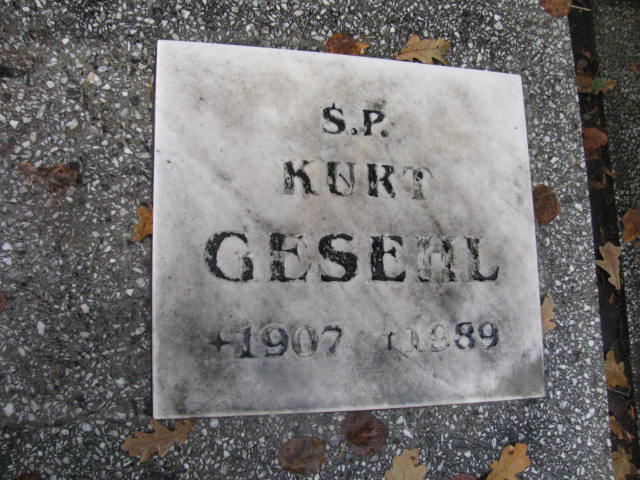 S.P.
KURT
GESEHL
+1907 †1989